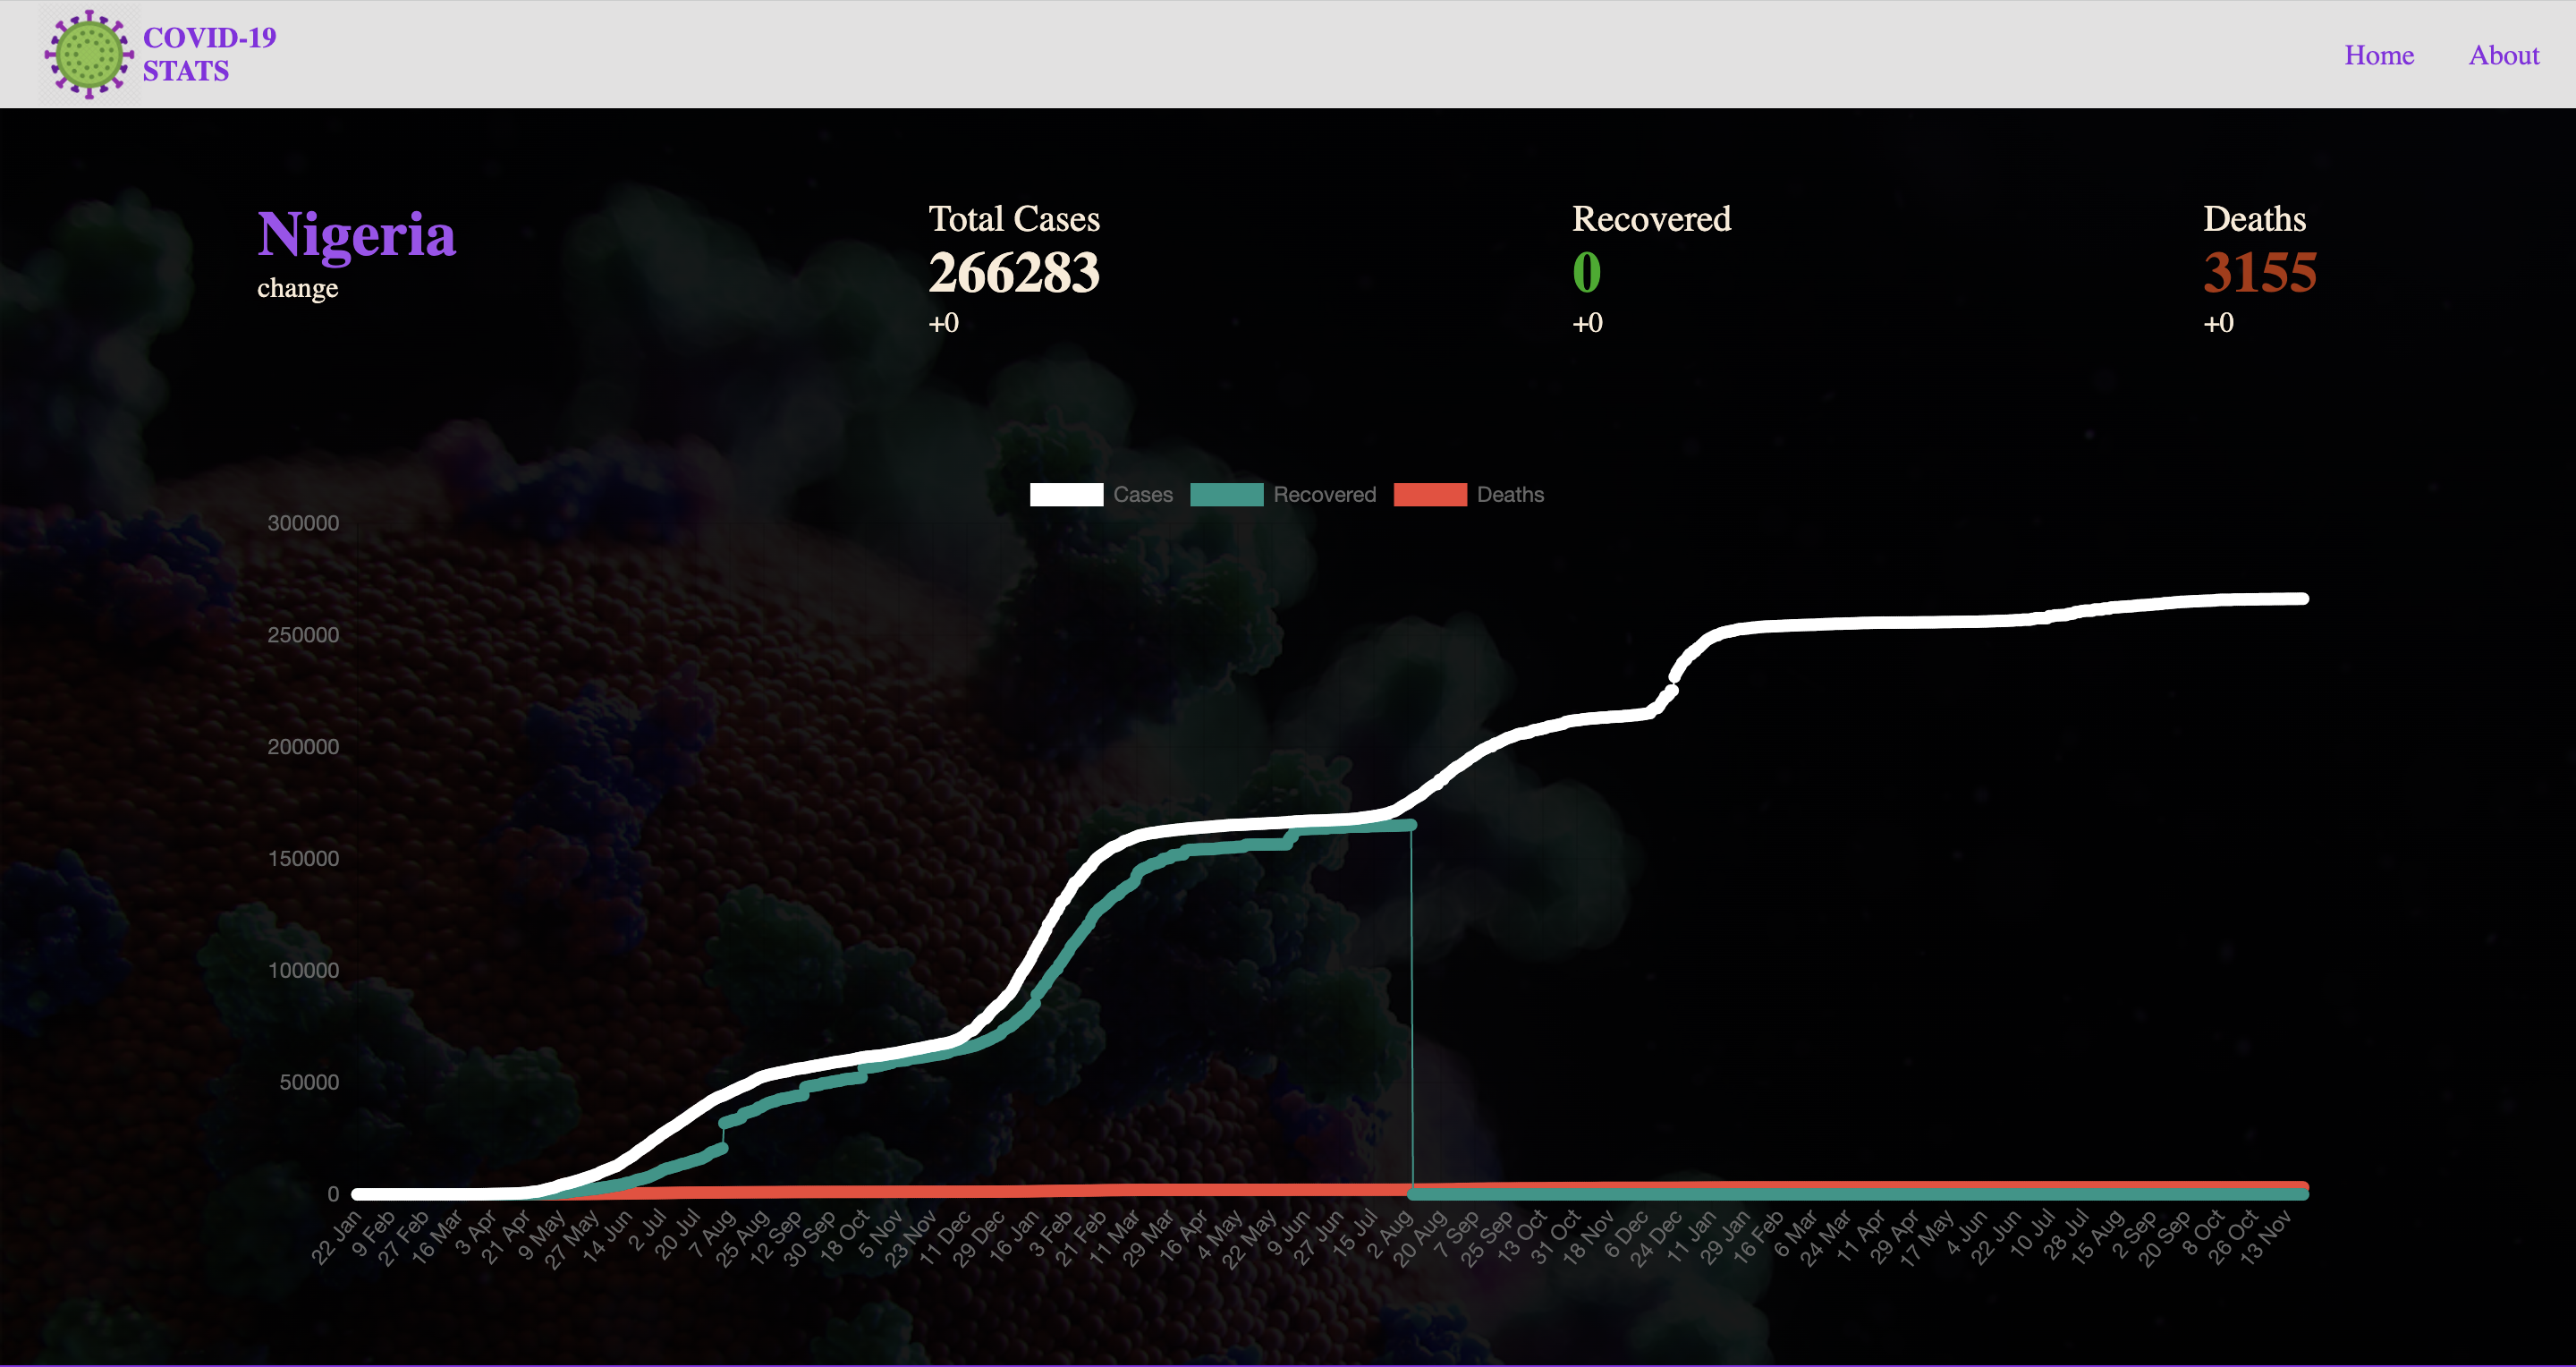 COVID-19
STATS
Home About
Nigeria
change
Total Cases
266283
+0
Recovered
0
+0
Deaths
3155
+0
Cases Recovered Deaths
300000
250000
200000
150000
100000
50000
0
22 Jan
9 Feb
27 Feb
16 Mar
3 Apr
21 Apr
9 May
27 May
14 Jun
2 Jul
20 Jul
7 Aug
25 Aug
12 Sep
30 Sep
18 Oct
5 Nov
23 Nov
11 Dec
29 Dec
16 Jan
3 Feb
21 Feb
11 Mar
29 Mar
16 Apr
4 May
22 May
9 Jun
27 Jun
15 Jul
2 Aug
20 Aug
7 Sep
25 Sep
13 Oct
31 Oct
18 Nov
6 Dec
24 Dec
11 Jan
29 Jan
16 Feb
6 Mar
24 Mar
11 Apr
29 Apr
17 May
4 Jun
22 Jun
10 Jul
28 Jul
15 Aug
2 Sep
20 Sep
8 Oct
26 Oct
13 Nov